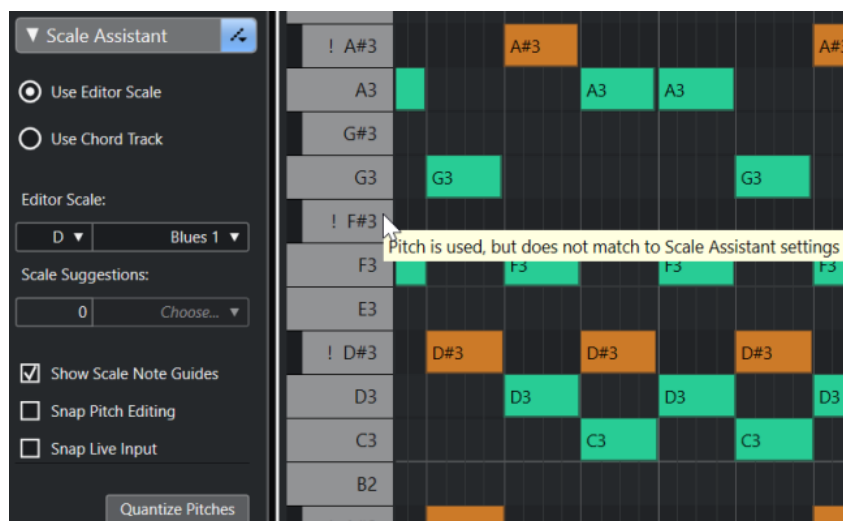 Scale Assistant
Use Editor Scale
Use Chord Track
Editor Scale:
D Blues 1
Scale Suggestions:
0 Choose...
Show Scale Note Guides
Snap Pitch Editing
Snap Live Input
Quantize Pitches
! A#3 A#3 A#
A3 A3 A3
G#3
G3 G3 G3
! F#3
Pitch is used, but does not match to Scale Assistant settings
F3 F3 F3 F3
E3
! D#3 D#3 D#3 D#3
D3 D3 D3 D3
C3 C3 C3
B2